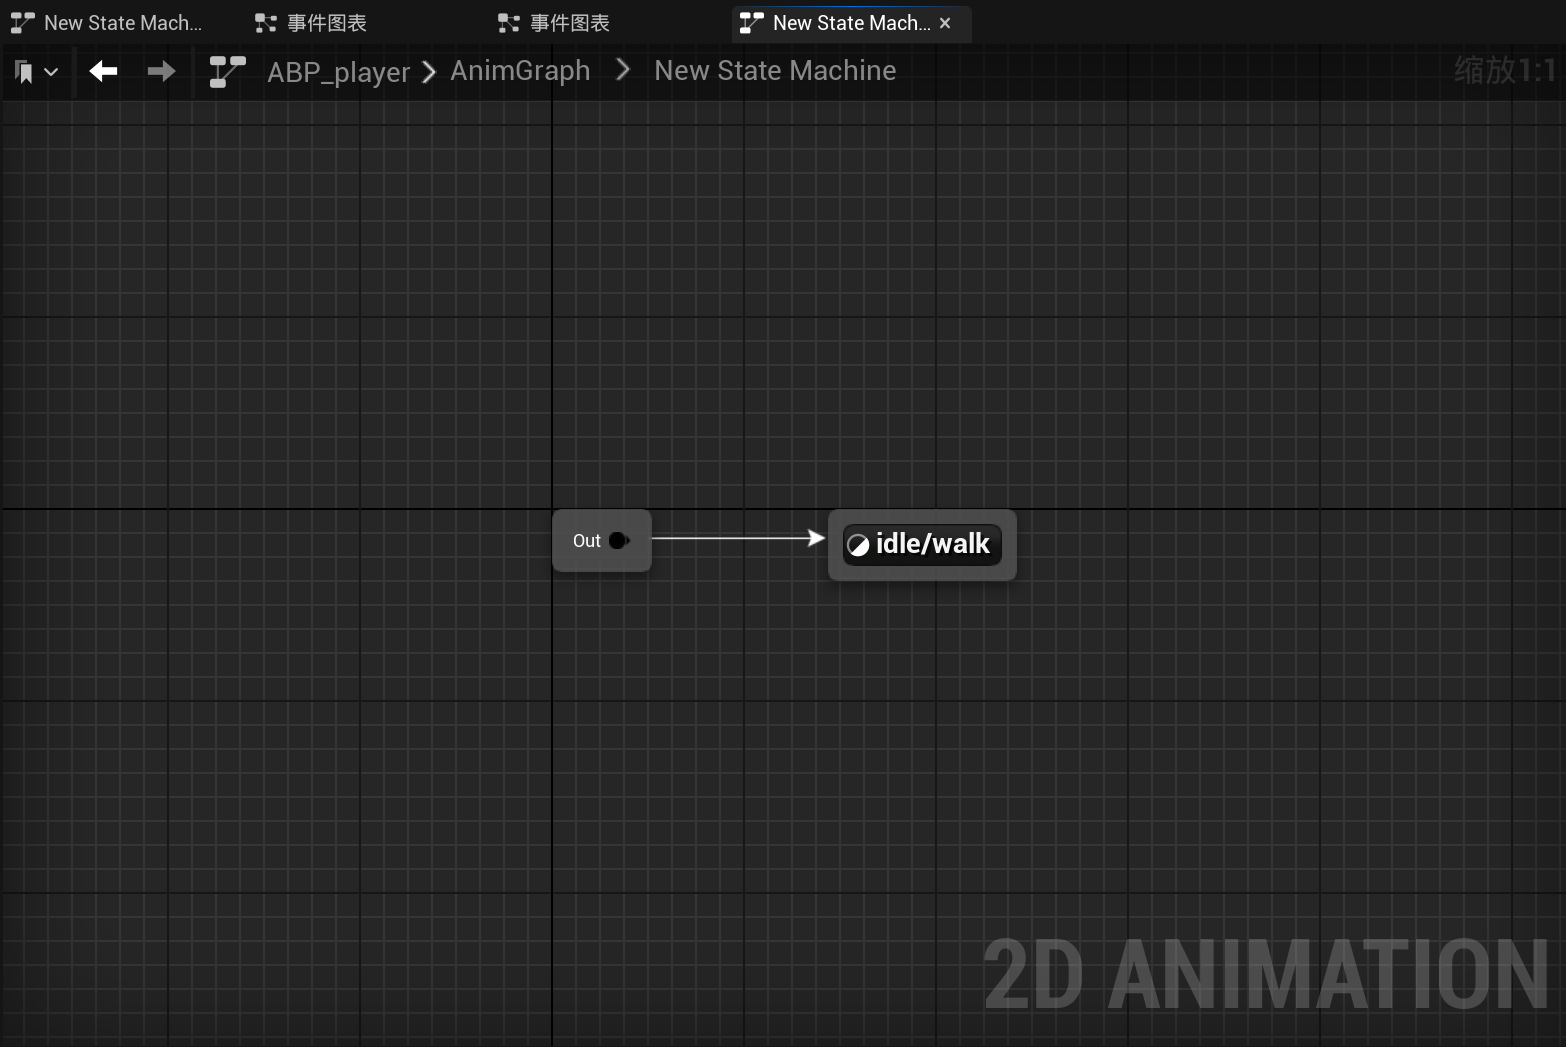 New State Mach...
事件图表
事件图表
New State Mach...
ABP_player
AnimGraph
New State Machine
缩放1:1
Out
idle/walk
2D ANIMATION